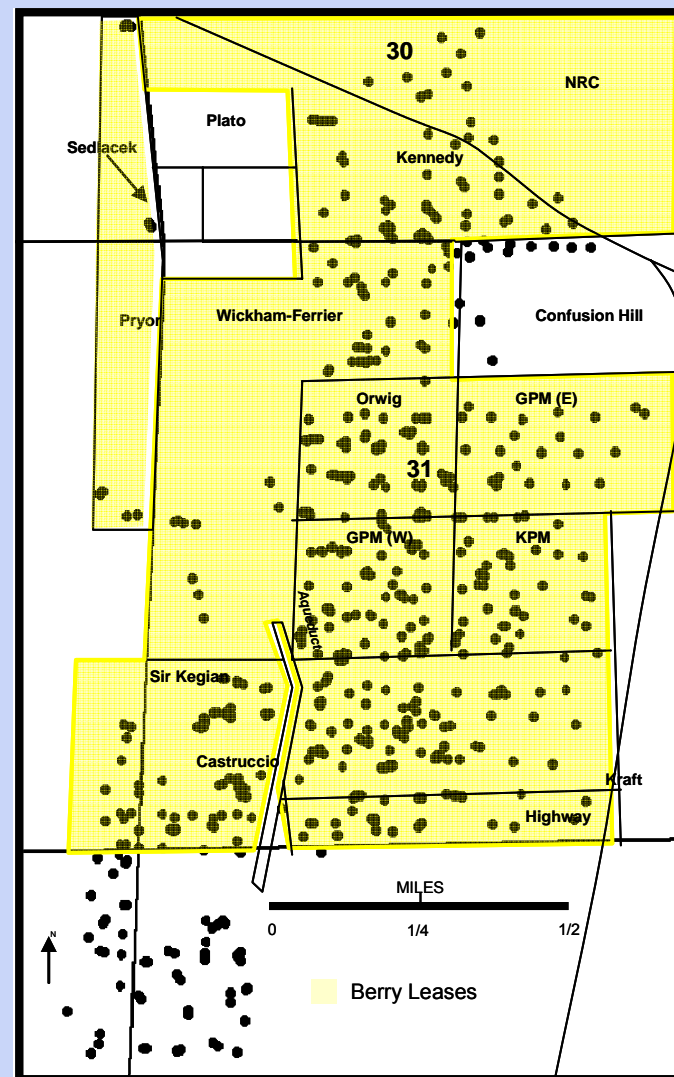 30
NRC
Plato
Sedlacek
Kennedy
Pryor
Wickham-Ferrier
Confusion Hill
Orwig
GPM (E)
31
GPM (W)
KPM
Aqueduct
Sir Kegian
Castruccio
Kraft
Highway
MILES
0
1/4
1/2
N
Berry Leases